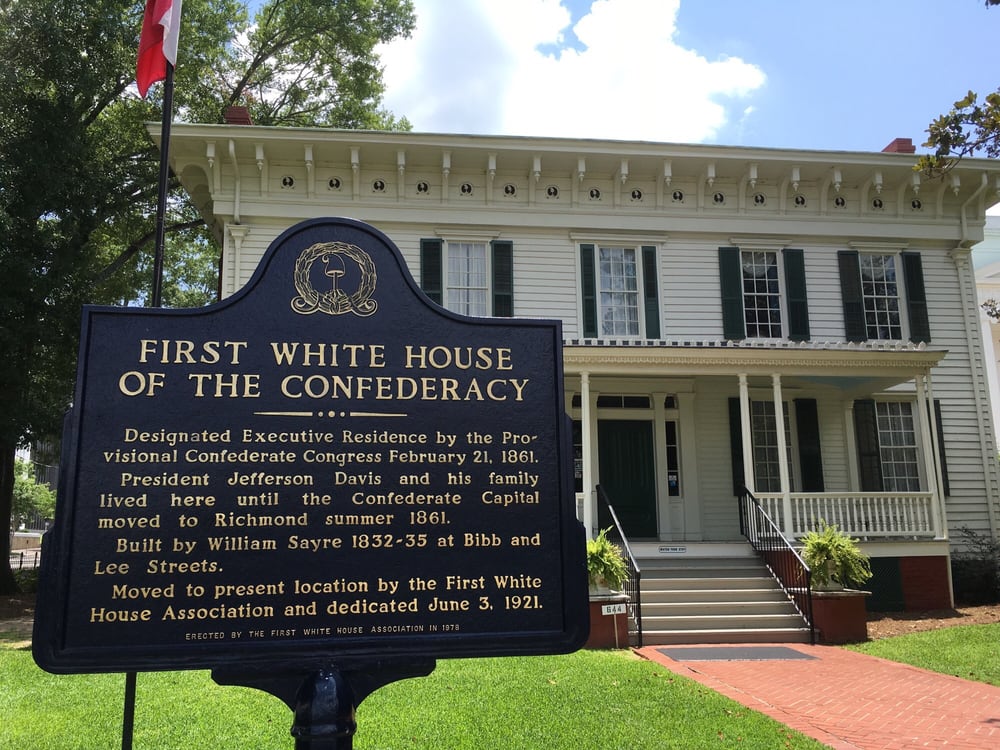 FIRST WHITE HOUSE
OF THE CONFEDERACY
Designated Executive Residence by the Pro-
visional Confederate Congress February 21, 1861.
President Jefferson Davis and his family
lived here until the Confederate Capital
moved to Richmond summer 1861.
Built by William Sayre 1832-35 at Bibb and
Lee Streets.
Moved to present location by the First White
House Association and dedicated June 3, 1921.
ERECTED BY THE FIRST WHITE HOUSE ASSOCIATION IN 1978
WATCH YOUR STEP
644